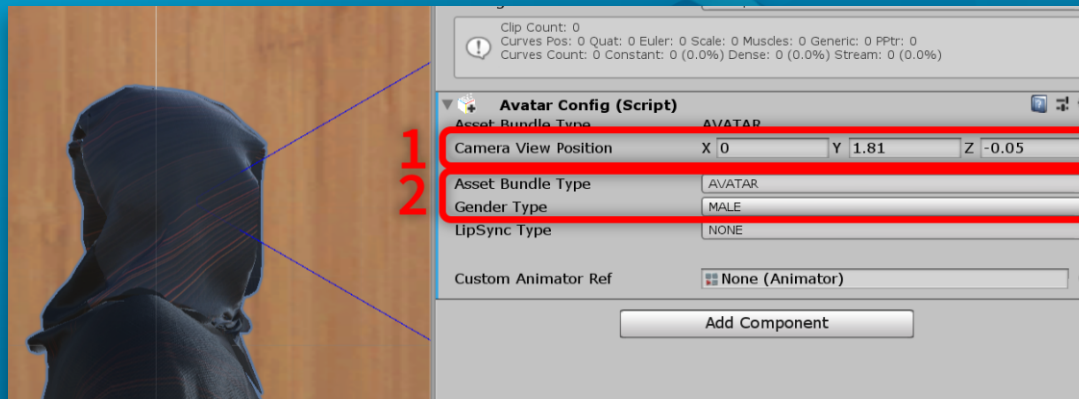 Clip Count: 0
Curves Pos: 0 Quat: 0 Euler: 0 Scale: 0 Muscles: 0 Generic: 0 PPtr: 0
Curves Count: 0 Constant: 0 (0.0%) Dense: 0 (0.0%) Stream: 0 (0.0%)
Avatar Config (Script)
Asset Bundle Type AVATAR
1 Camera View Position X 0 Y 1.81 Z -0.05
2 Asset Bundle Type AVATAR
Gender Type MALE
LipSync Type NONE
Custom Animator Ref None (Animator)
Add Component